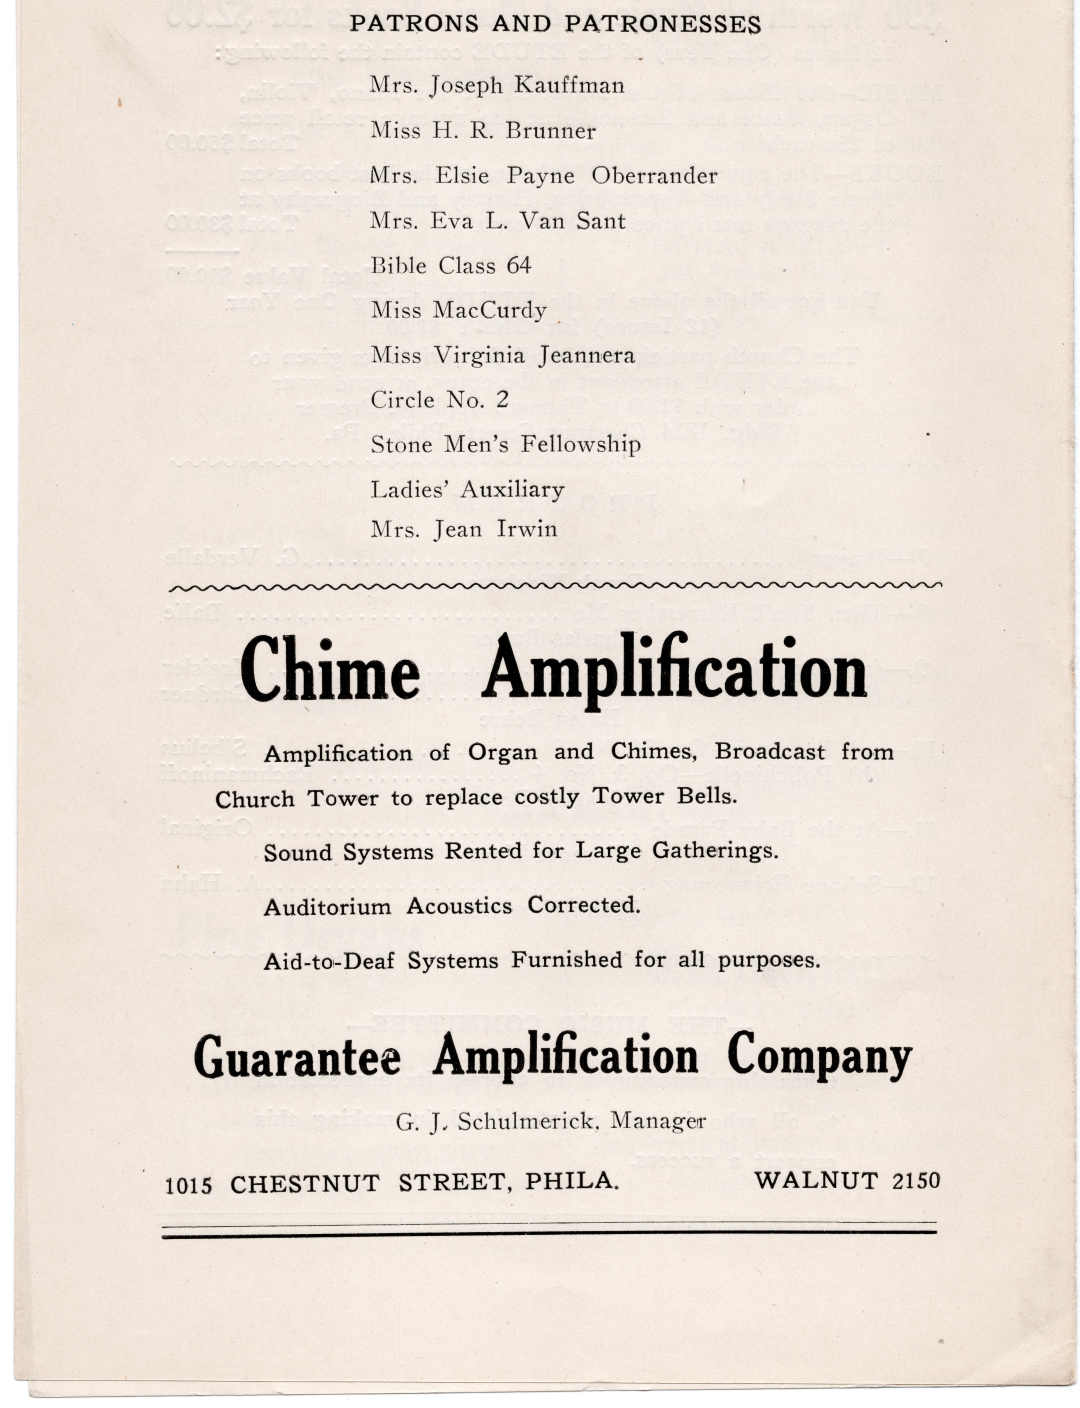 PATRONS AND PATRONESSES
Mrs. Joseph Kauffman
Miss H. R. Brunner
Mrs. Elsie Payne Oberrander
Mrs. Eva L. Van Sant
Bible Class 64
Miss MacCurdy
Miss Virginia Jeannera
Circle No. 2
Stone Men's Fellowship
Ladies' Auxiliary
Mrs. Jean Irwin
Chime Amplification
Amplification of Organ and Chimes, Broadcast from
Church Tower to replace costly Tower Bells.
Sound Systems Rented for Large Gatherings.
Auditorium Acoustics Corrected.
Aid-to-Deaf Systems Furnished for all purposes.
Guarantee Amplification Company
G. J. Schulmerick, Manager
1015 CHESTNUT STREET, PHILA. WALNUT 2150